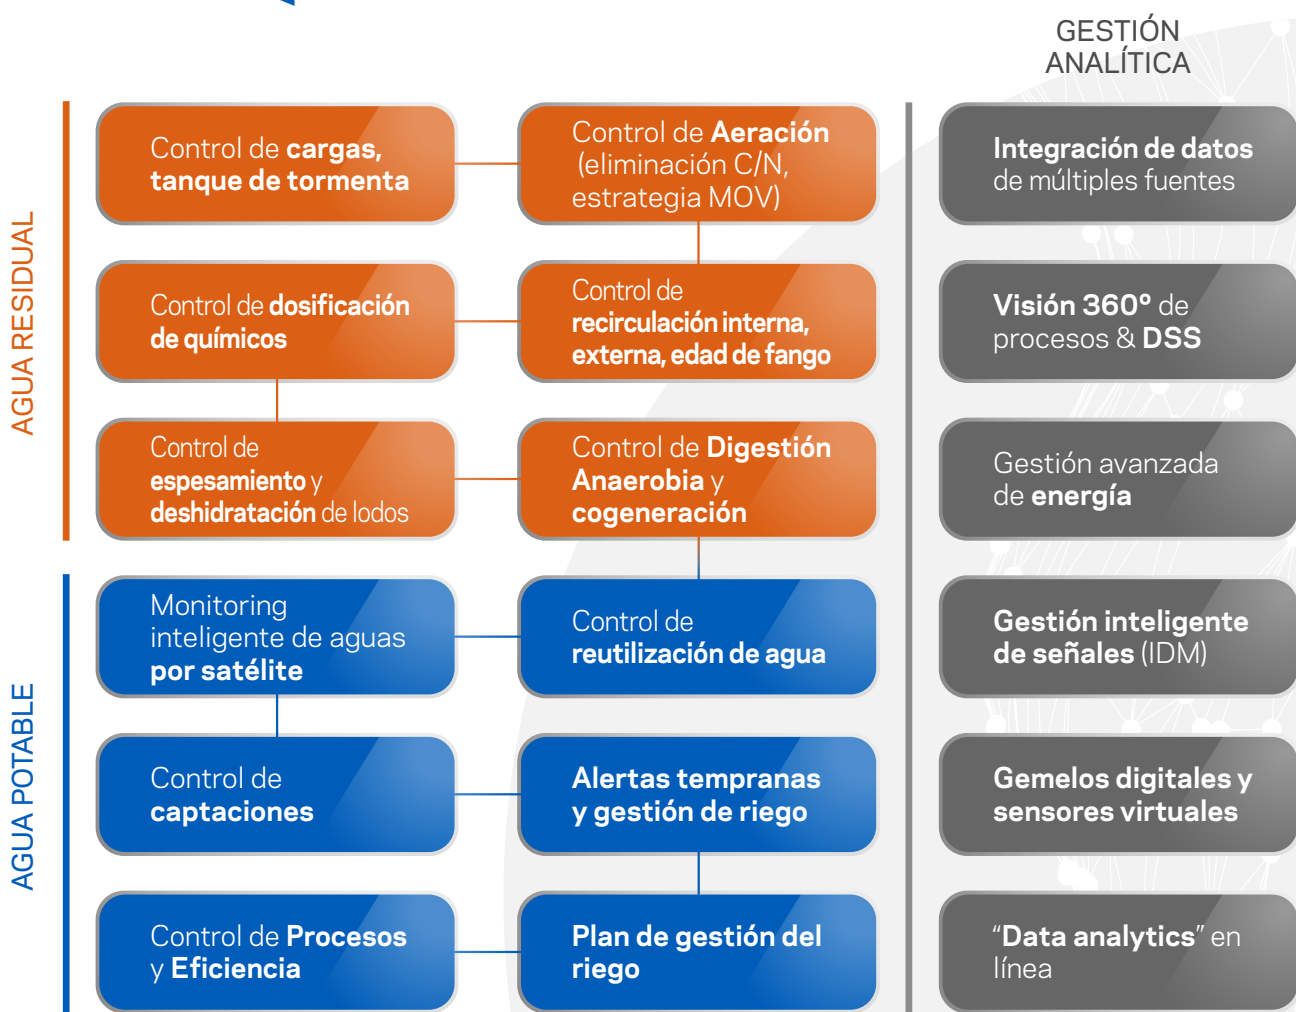 GESTIÓN
ANALÍTICA
AGUA RESIDUAL
Control de cargas,
tanque de tormenta
Control de Aeración
(eliminación C/N,
estrategia MOV)
Integración de datos
de múltiples fuentes
Control de dosificación
de químicos
Control de
recirculación interna,
externa, edad de fango
Visión 360º de
procesos & DSS
Control de
espesamiento y
deshidratación de lodos
Control de Digestión
Anaerobia y
cogeneración
Gestión avanzada
de energía
AGUA POTABLE
Monitoring
inteligente de aguas
por satélite
Control de
reutilización de agua
Gestión inteligente
de señales (IDM)
Control de
captaciones
Alertas tempranas
y gestión de riego
Gemelos digitales y
sensores virtuales
Control de Procesos
y Eficiencia
Plan de gestión del
riego
“Data analytics” en
línea